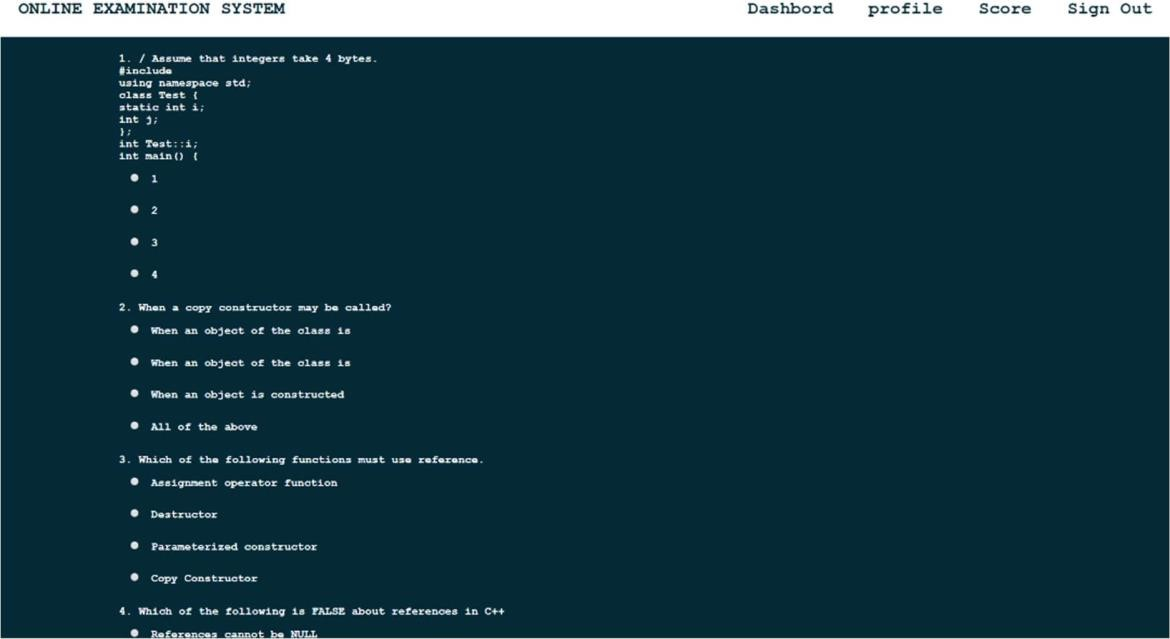 ONLINE EXAMINATION SYSTEM Dashbord profile Score Sign Out
1. / Assume that integers take 4 bytes.
#include
using namespace std;
class Test {
static int i;
int j;
};
int Test::i;
int main() {
1
2
3
4
2. When a copy constructor may be called?
When an object of the class is
When an object of the class is
When an object is constructed
All of the above
3. Which of the following functions must use reference.
Assignment operator function
Destructor
Parameterized constructor
Copy Constructor
4. Which of the following is FALSE about references in C++
References cannot be NULL